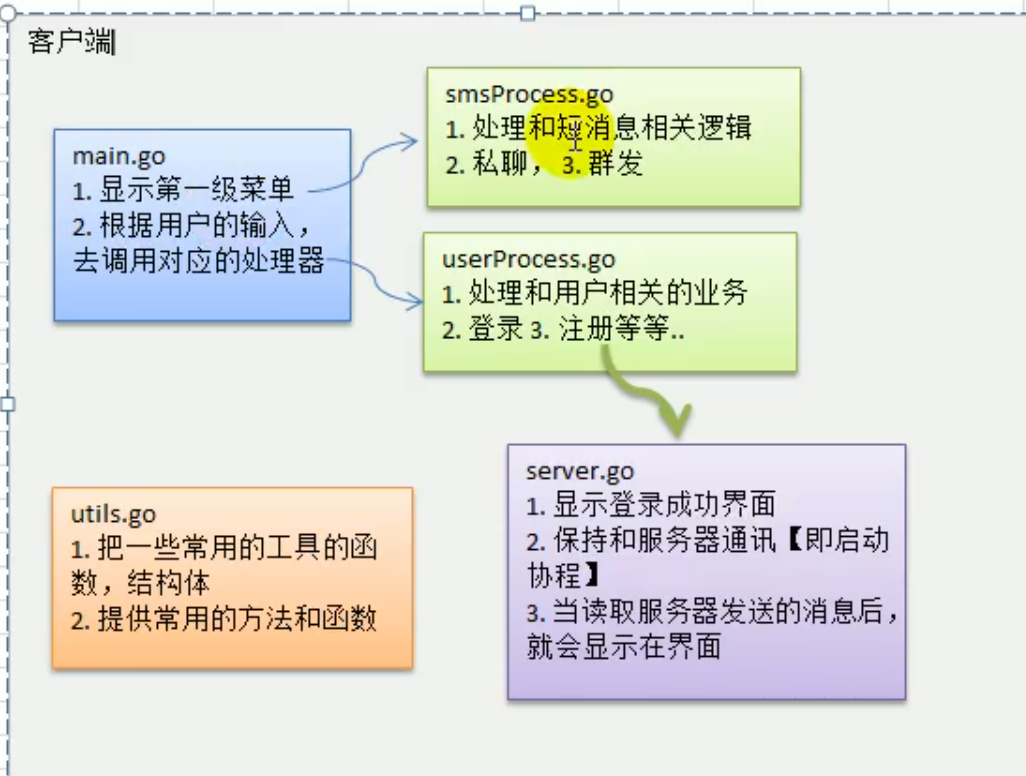 客户端
smsProcess.go
1. 处理和短消息相关逻辑
2. 私聊， 3. 群发
main.go
1. 显示第一级菜单
2. 根据用户的输入，
去调用对应的处理器
userProcess.go
1. 处理和用户相关的业务
2. 登录 3. 注册等等..
server.go
1. 显示登录成功界面
2. 保持和服务器通讯【即启动
协程】
3. 当读取服务器发送的消息后，
就会显示在界面
utils.go
1. 把一些常用的工具的函
数，结构体
2. 提供常用的方法和函数